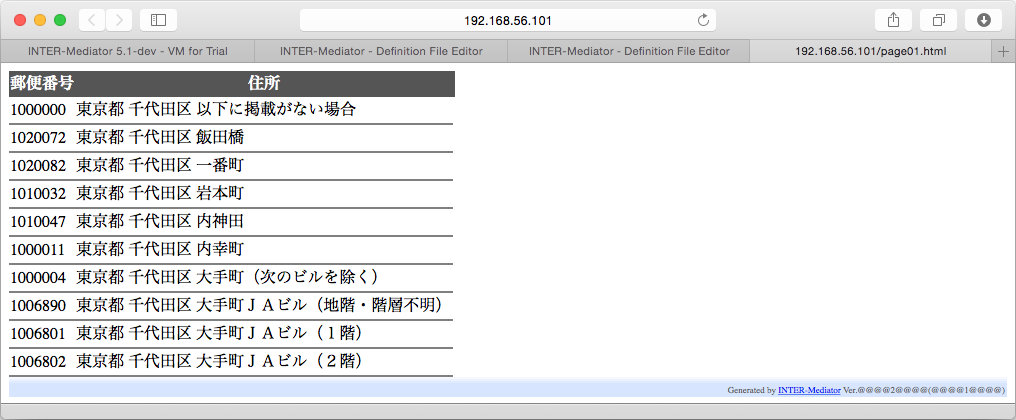 192.168.56.101
INTER-Mediator 5.1-dev - VM for Trial
INTER-Mediator - Definition File Editor
INTER-Mediator - Definition File Editor
192.168.56.101/page01.html
郵便番号 住所
1000000 東京都 千代田区 以下に掲載がない場合
1020072 東京都 千代田区 飯田橋
1020082 東京都 千代田区 一番町
1010032 東京都 千代田区 岩本町
1010047 東京都 千代田区 内神田
1000011 東京都 千代田区 内幸町
1000004 東京都 千代田区 大手町（次のビルを除く）
1006890 東京都 千代田区 大手町ＪＡビル（地階・階層不明）
1006801 東京都 千代田区 大手町ＪＡビル（１階）
1006802 東京都 千代田区 大手町ＪＡビル（２階）
Generated by INTER-Mediator Ver.@@@@2@@@@(@@@@1@@@@)